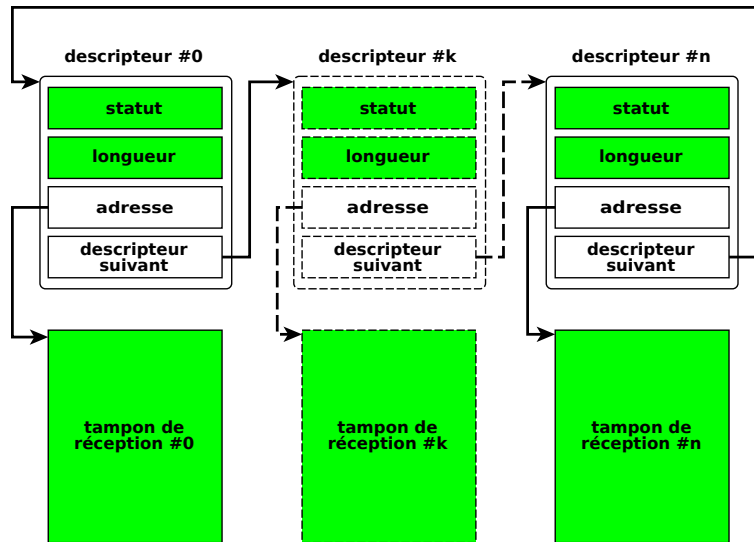 descripteur #0
statut
longueur
adresse
descripteur
suivant
tampon de
réception #0
descripteur #k
statut
longueur
adresse
descripteur
suivant
tampon de
réception #k
descripteur #n
statut
longueur
adresse
descripteur
suivant
tampon de
réception #n